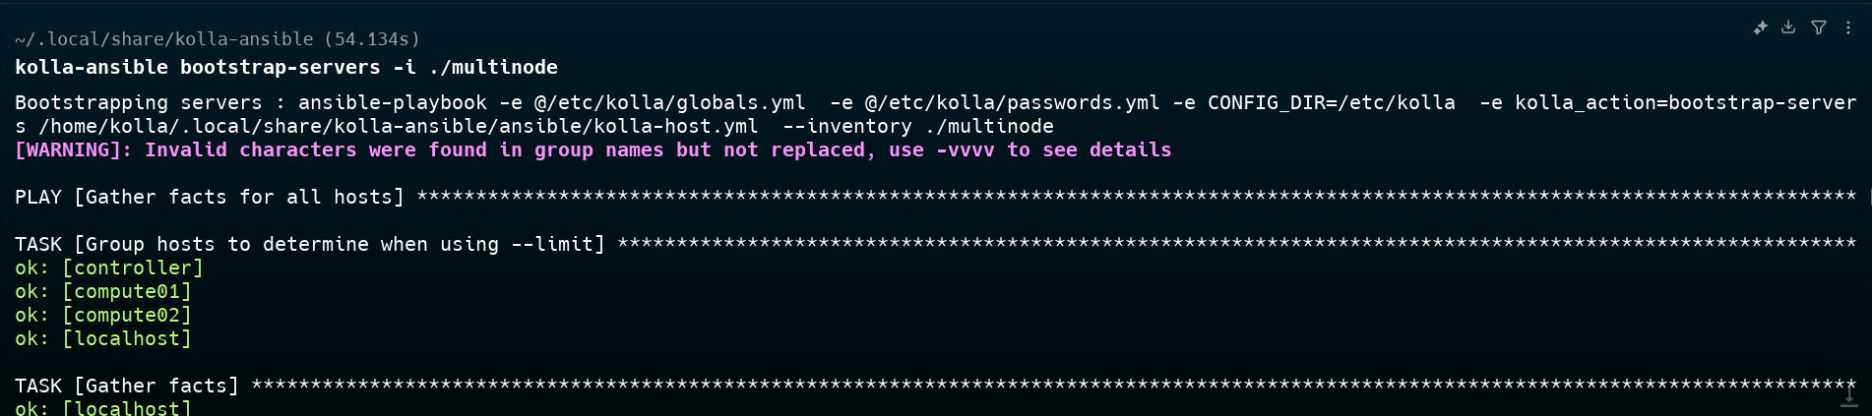 ~/.local/share/kolla-ansible (54.134s)
kolla-ansible bootstrap-servers -i ./multinode
Bootstrapping servers : ansible-playbook -e @/etc/kolla/globals.yml  -e @/etc/kolla/passwords.yml -e CONFIG_DIR=/etc/kolla  -e kolla_action=bootstrap-server
s /home/kolla/.local/share/kolla-ansible/ansible/kolla-host.yml  --inventory ./multinode
[WARNING]: Invalid characters were found in group names but not replaced, use -vvvv to see details
PLAY [Gather facts for all hosts] **************************************************************************************************************************
TASK [Group hosts to determine when using --limit] *********************************************************************************************************
ok: [controller]
ok: [compute01]
ok: [compute02]
ok: [localhost]
TASK [Gather facts] ****************************************************************************************************************************************
ok: [localhost]